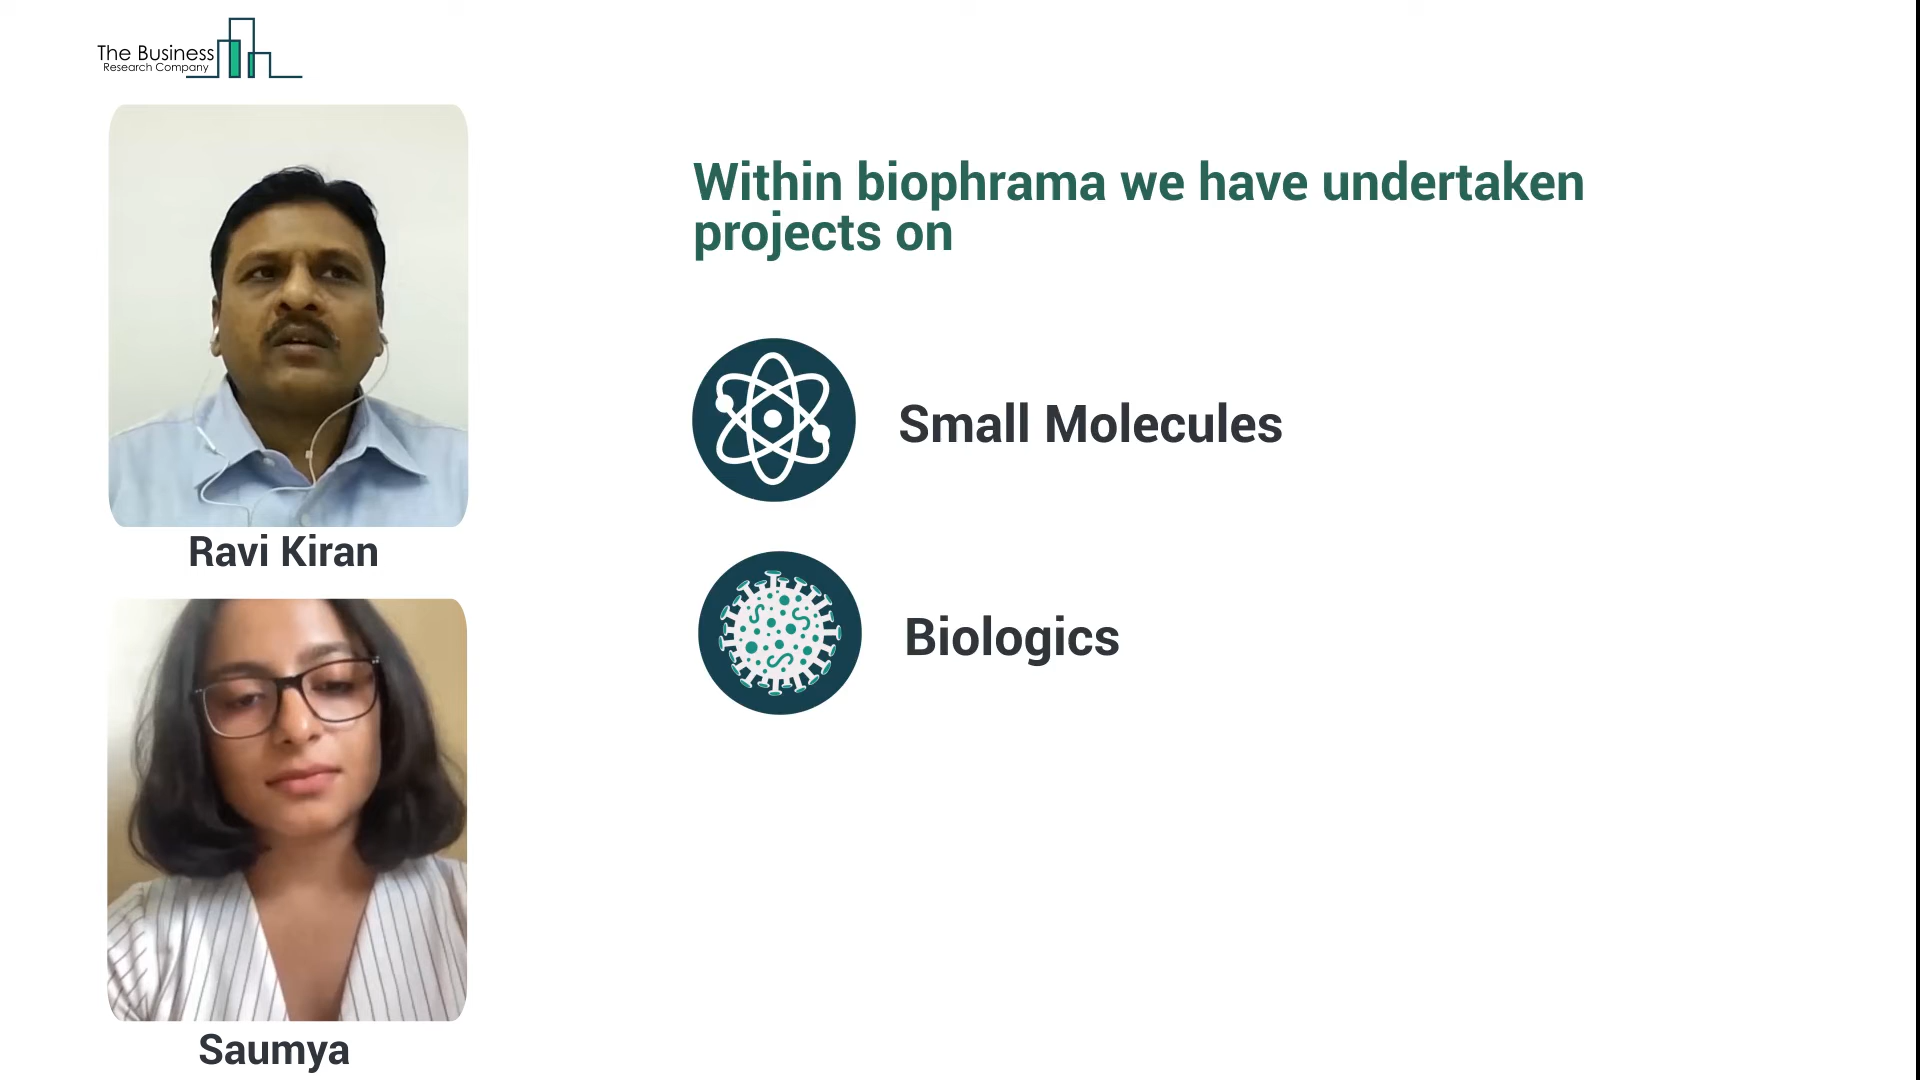 The Business
Research Company
Within biophrama we have undertaken
projects on
Small Molecules
Ravi Kiran
Biologics
Saumya